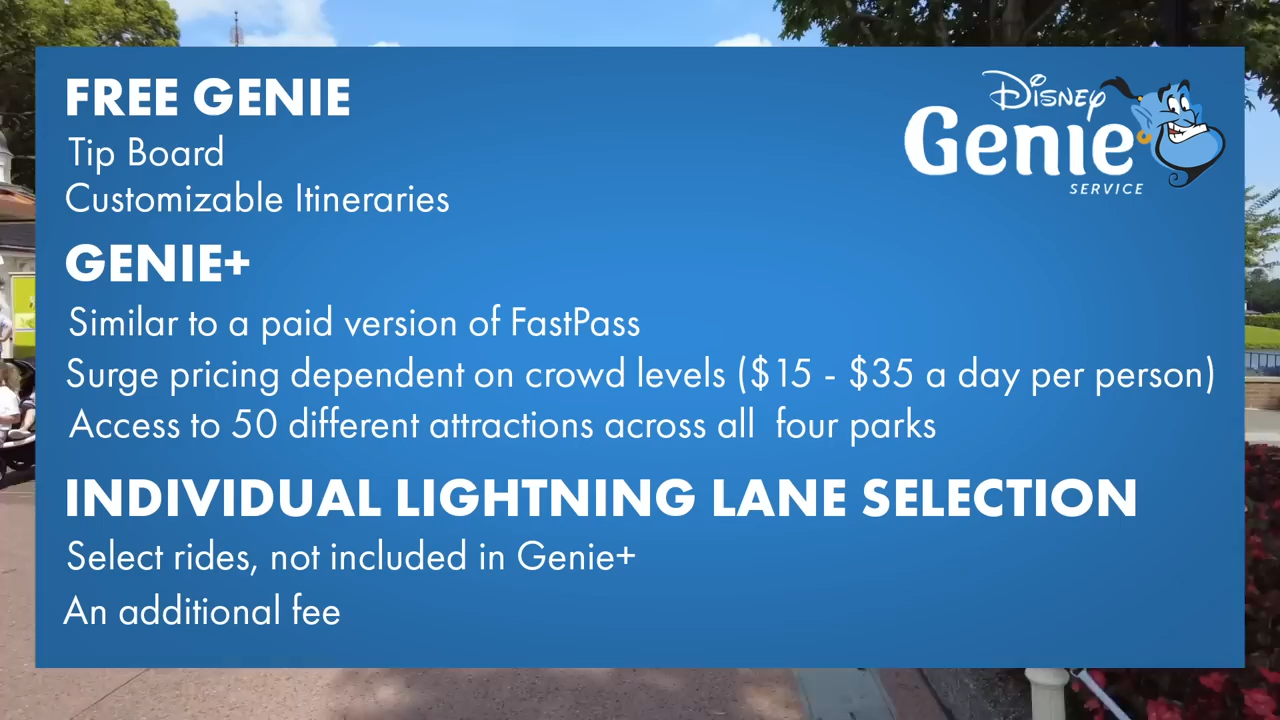 FREE GENIE
Tip Board
Customizable Itineraries
Disney
Genie
SERVICE
GENIE+
Similar to a paid version of FastPass
Surge pricing dependent on crowd levels ($15 - $35 a day per person)
Access to 50 different attractions across all  four parks
INDIVIDUAL LIGHTNING LANE SELECTION
Select rides, not included in Genie+
An additional fee